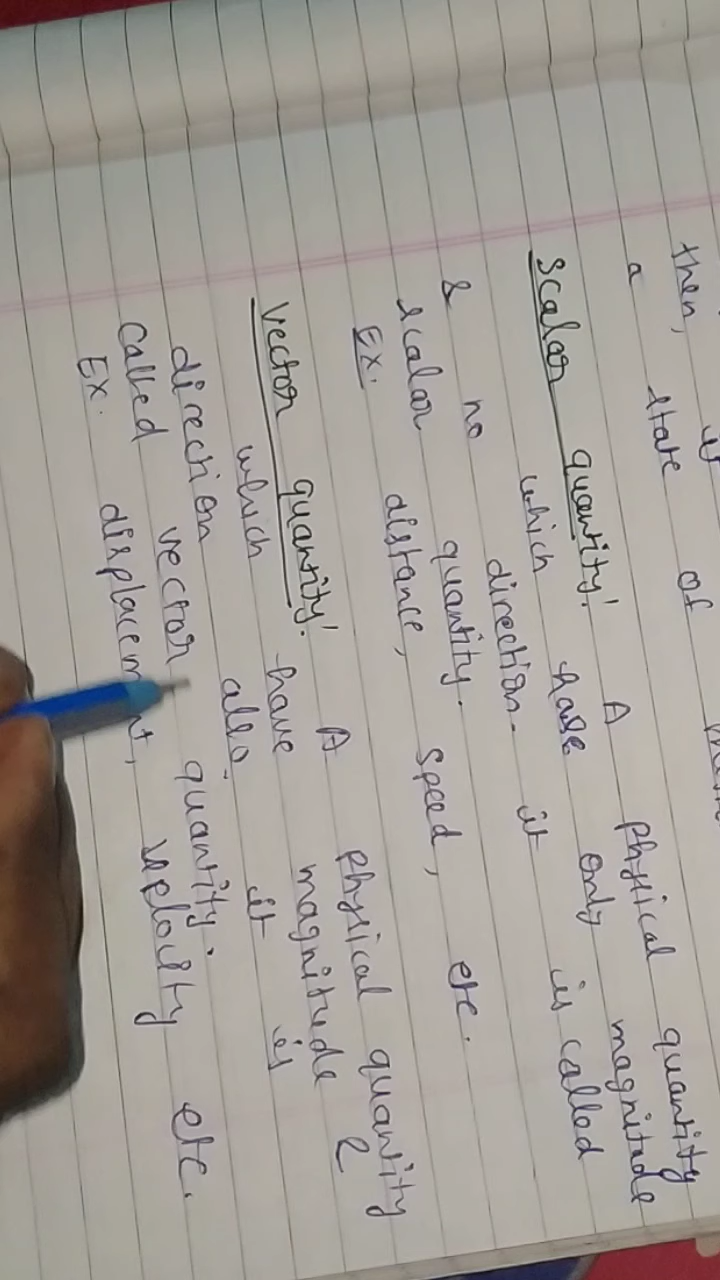 then, it
a state of
Scalar quantity: A physical quantity
which have only magnitude
& no direction. it is called
scalar quantity.
Ex. distance, speed, etc.
Vector quantity: A physical quantity
which have magnitude &
direction also. it is
called vector quantity.
Ex. displacement, velocity etc.